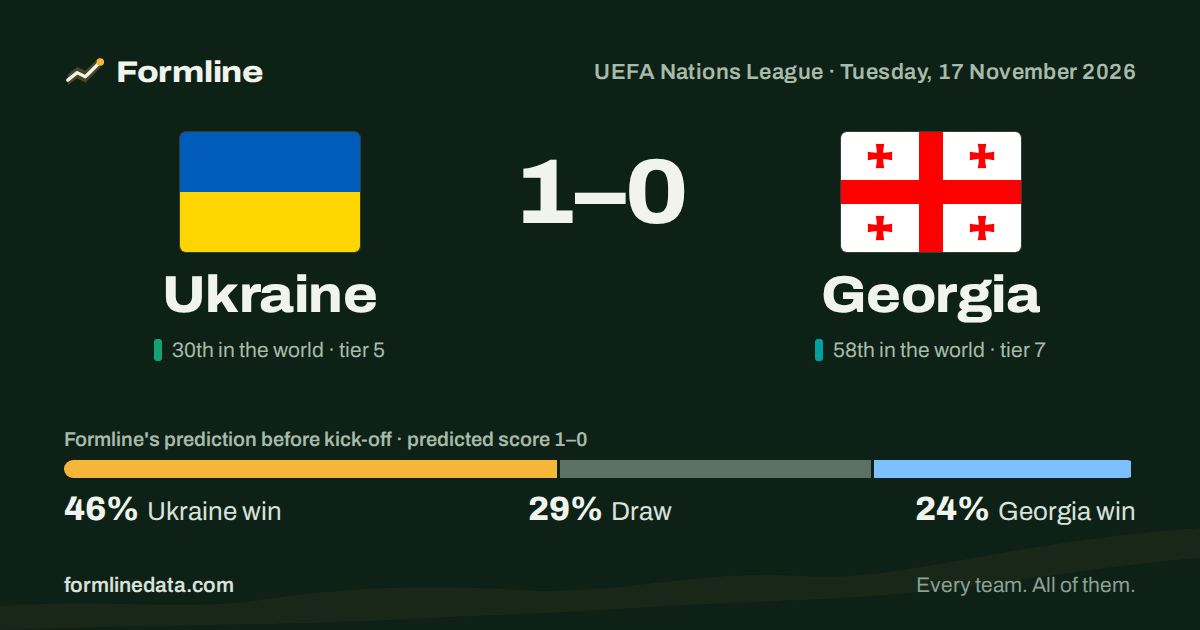 Formline
UEFA Nations League · Tuesday, 17 November 2026
1–0
Ukraine
Georgia
30th in the world · tier 5
58th in the world · tier 7
Formline's prediction before kick-off · predicted score 1–0
46% Ukraine win
29% Draw
24% Georgia win
formlinedata.com
Every team. All of them.